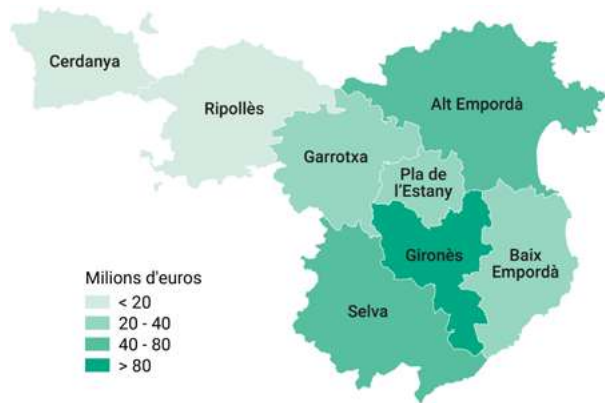 Cerdanya
Ripollès
Alt Empordà
Garrotxa
Pla de
l'Estany
Gironès
Baix
Empordà
Selva
Milions d'euros
< 20
20 - 40
40 - 80
> 80